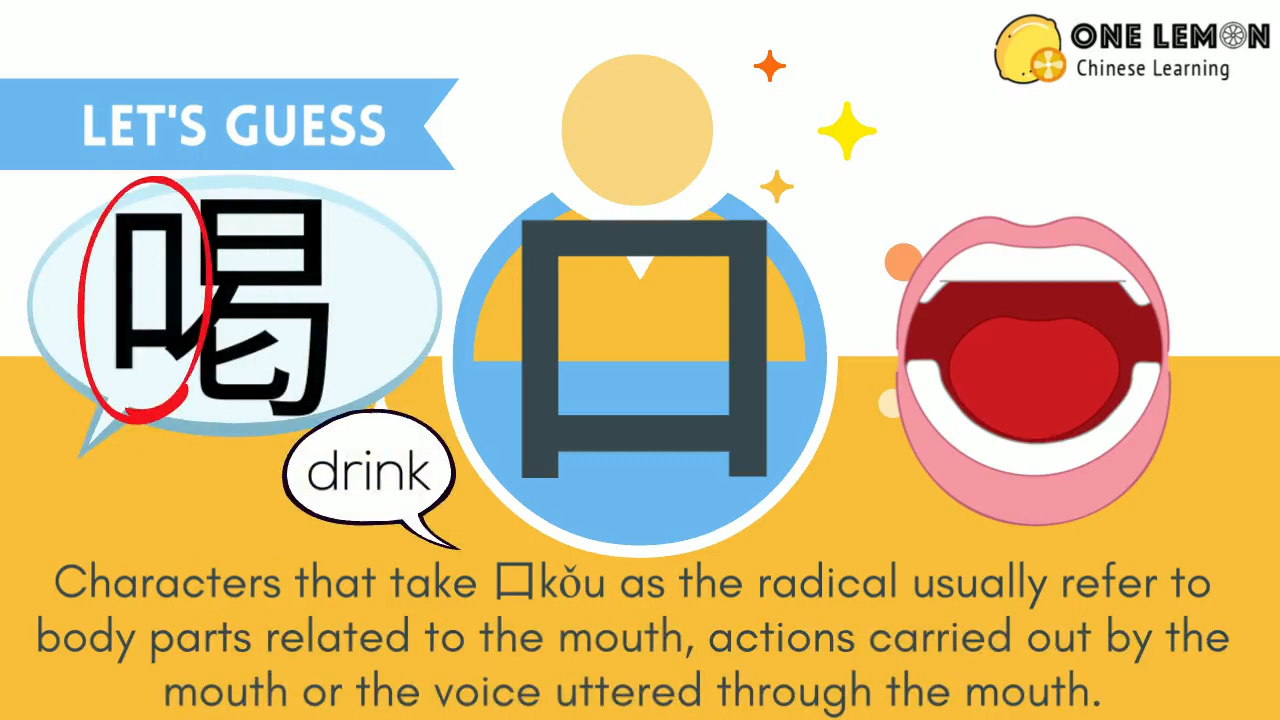 ONE LEMON
Chinese Learning
LET'S GUESS
喝
口
drink
Characters that take 口kǒu as the radical usually refer to
body parts related to the mouth, actions carried out by the
mouth or the voice uttered through the mouth.